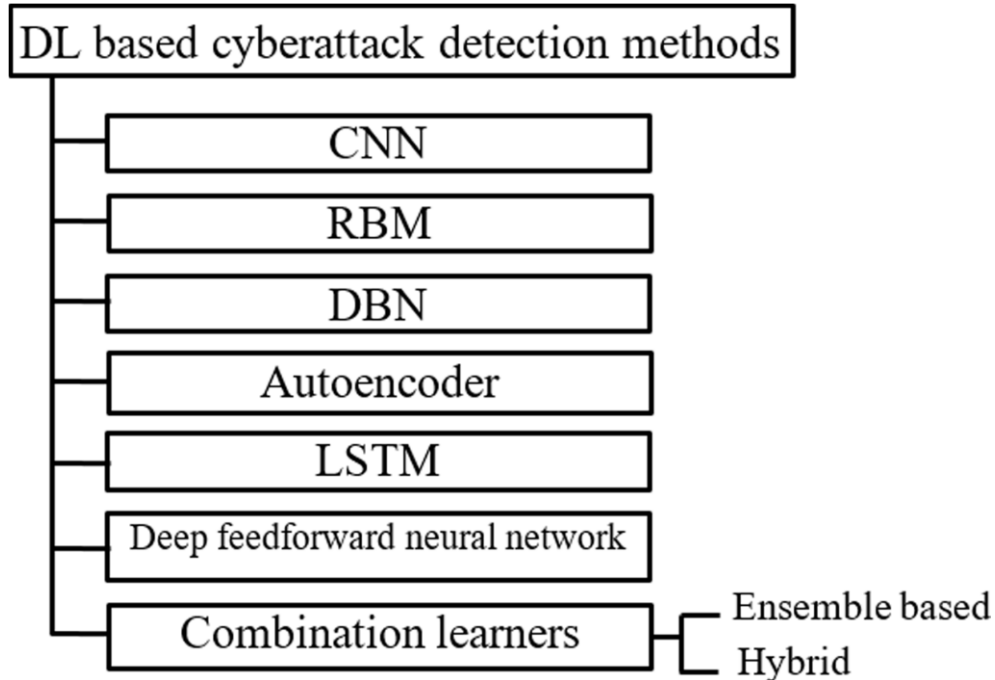 DL based cyberattack detection methods
CNN
RBM
DBN
Autoencoder
LSTM
Deep feedforward neural network
Combination learners
Ensemble based
Hybrid